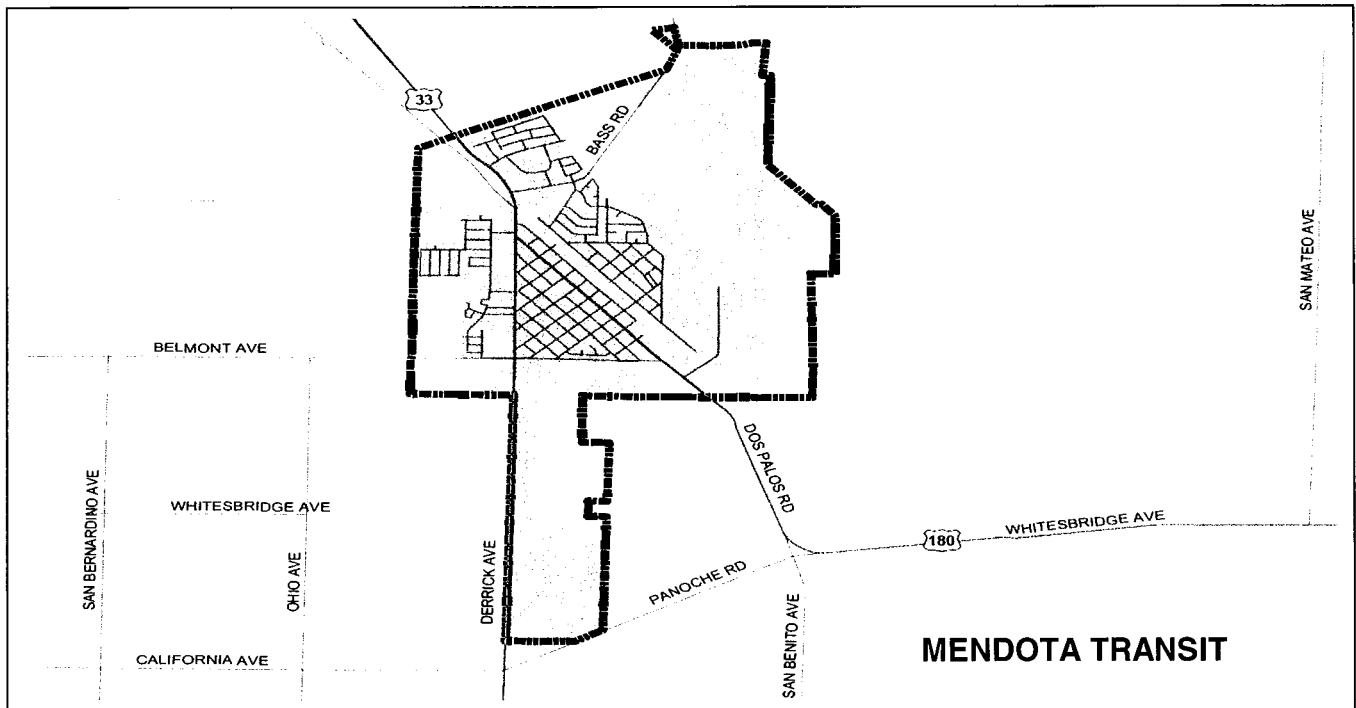 33
BASS RD
SAN MATEO AVE
BELMONT AVE
DOS PALOS RD
SAN BERNARDINO AVE
WHITESBRIDGE AVE
OHIO AVE
DERRICK AVE
WHITESBRIDGE AVE
180
PANOCHE RD
SAN BENITO AVE
MENDOTA TRANSIT
CALIFORNIA AVE